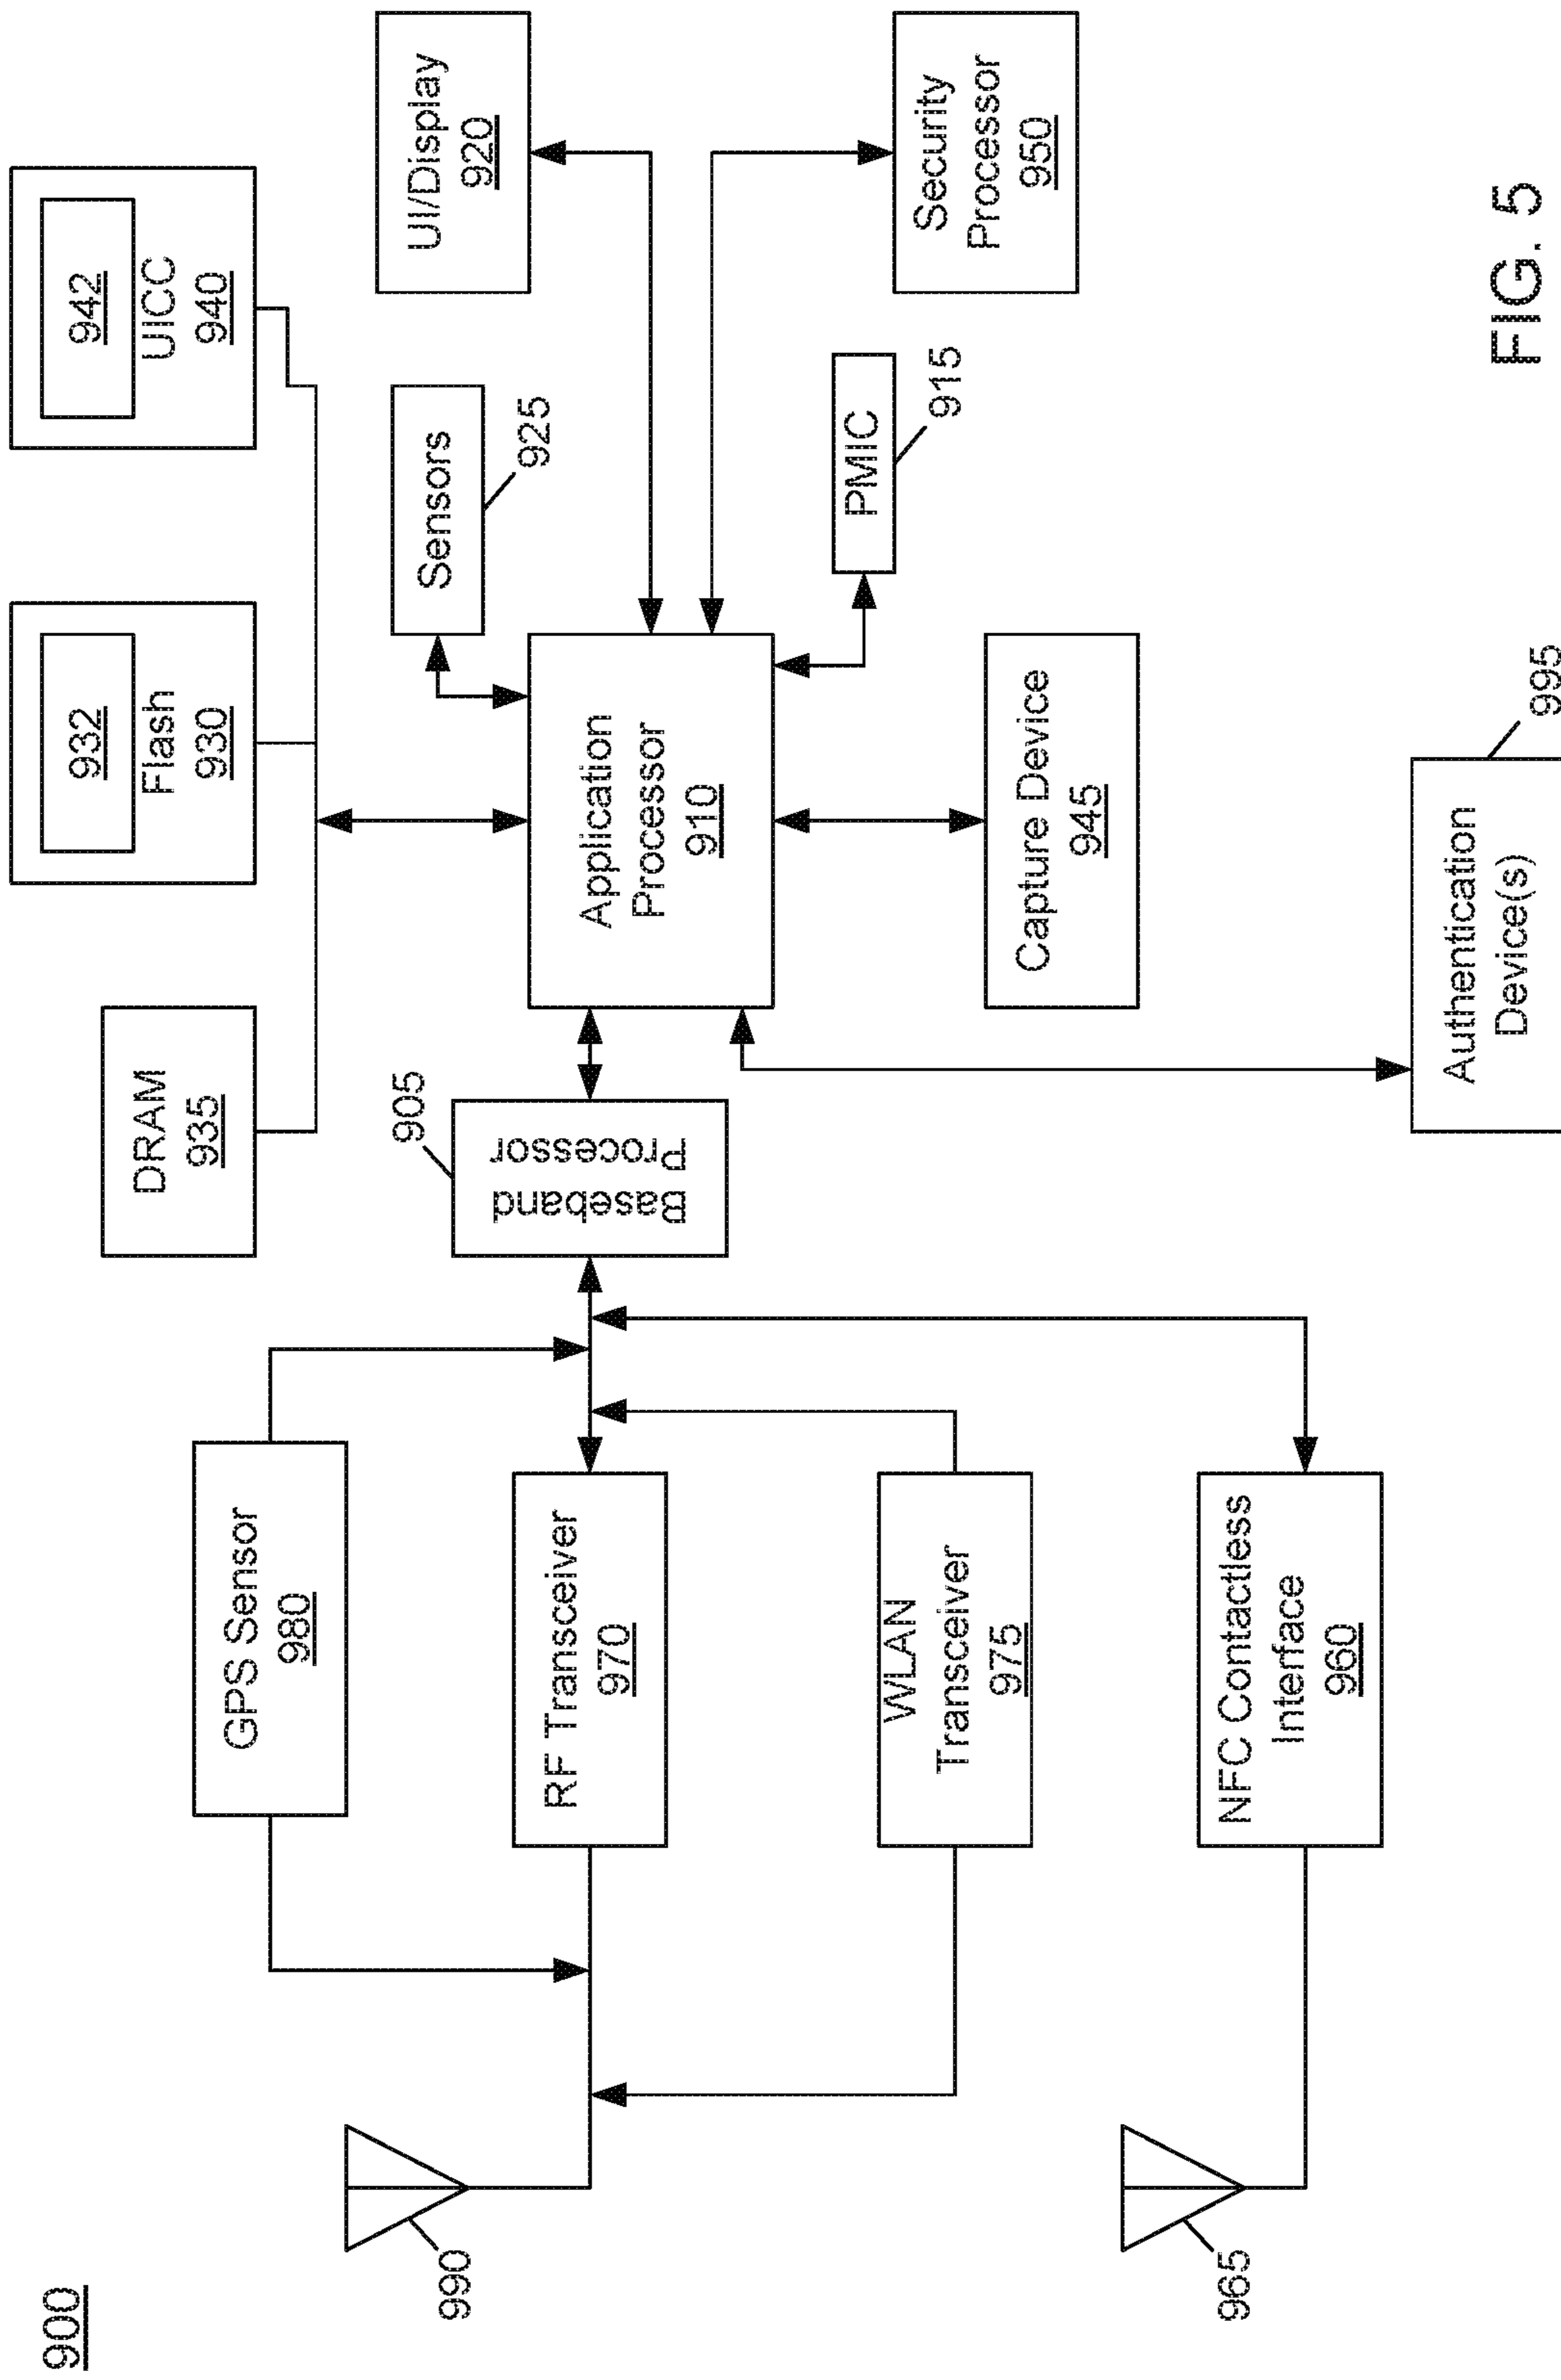 900
DRAM
935
932
Flash
930
942
UICC
940
GPS Sensor
980
990
905
Baseband
Processor
Sensors
925
UI/Display
920
RF Transceiver
970
Application
Processor
910
WLAN
Transceiver
975
PMIC
915
Security
Processor
950
Capture Device
945
NFC Contactless
Interface
960
965
Authentication
Device(s)
995
FIG. 5